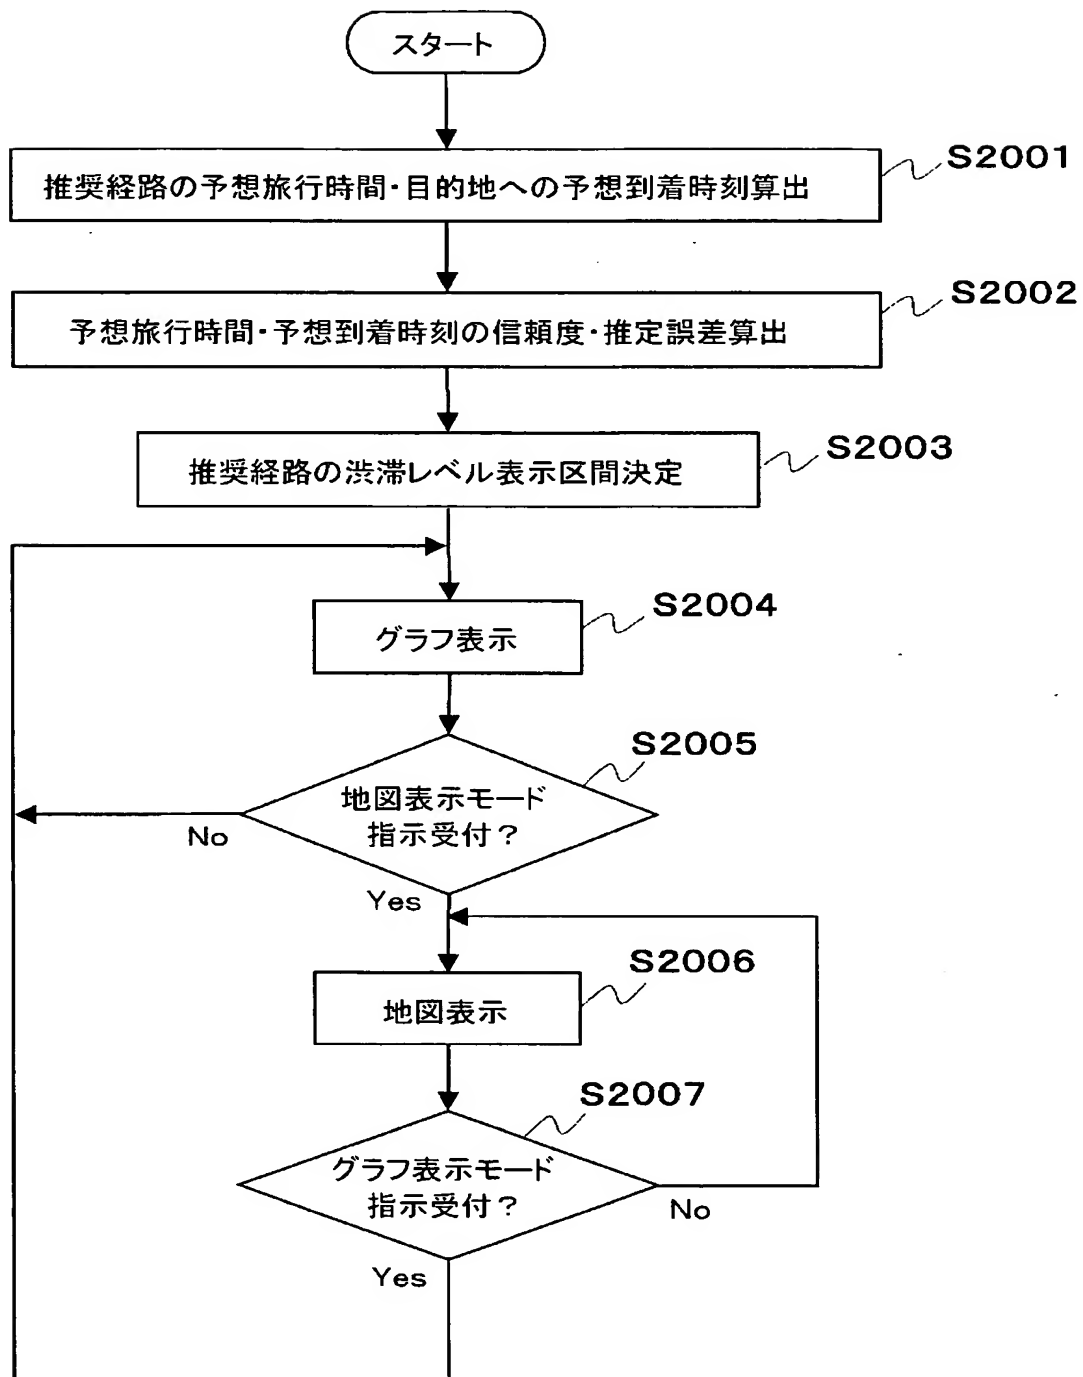 スタート
S2001
推奨経路の予想旅行時間・目的地への予想到着時刻算出
S2002
予想旅行時間・予想到着時刻の信頼度・推定誤差算出
S2003
推奨経路の渋滞レベル表示区間決定
S2004
グラフ表示
S2005
地図表示モード
指示受付？
No
Yes
S2006
地図表示
S2007
グラフ表示モード
指示受付？
No
Yes